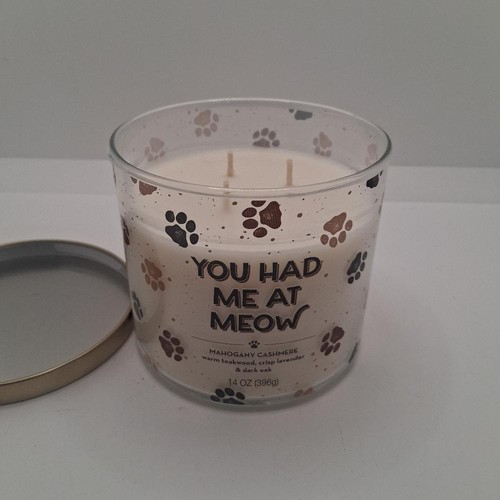 YOU HAD
ME AT
MEOW
MAHOGANY CASHMERE
warm teakwood, crisp lavender
& dark oak
14 OZ (396g)